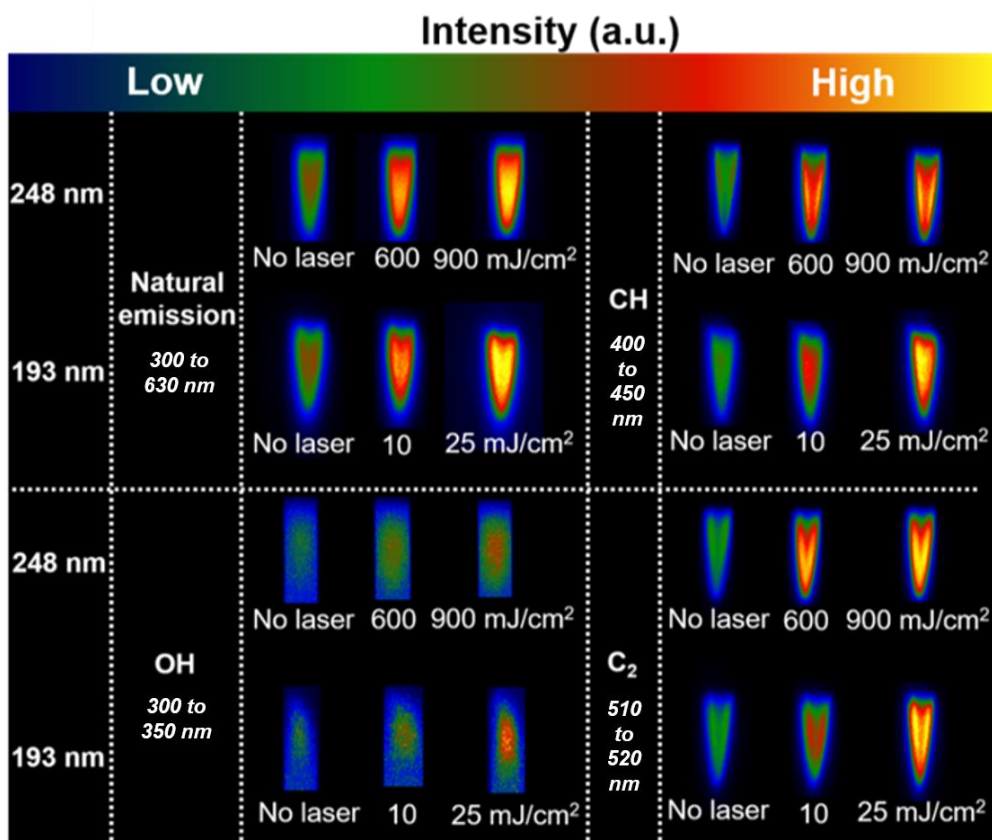 Intensity (a.u.)
Low High
248 nm
No laser 600 900 mJ/cm²
No laser 600 900 mJ/cm²
Natural
emission
300 to
630 nm
CH
400
to
450
nm
193 nm
No laser 10 25 mJ/cm²
No laser 10 25 mJ/cm²
248 nm
No laser 600 900 mJ/cm²
No laser 600 900 mJ/cm²
OH
300 to
350 nm
C₂
510
to
520
nm
193 nm
No laser 10 25 mJ/cm²
No laser 10 25 mJ/cm²